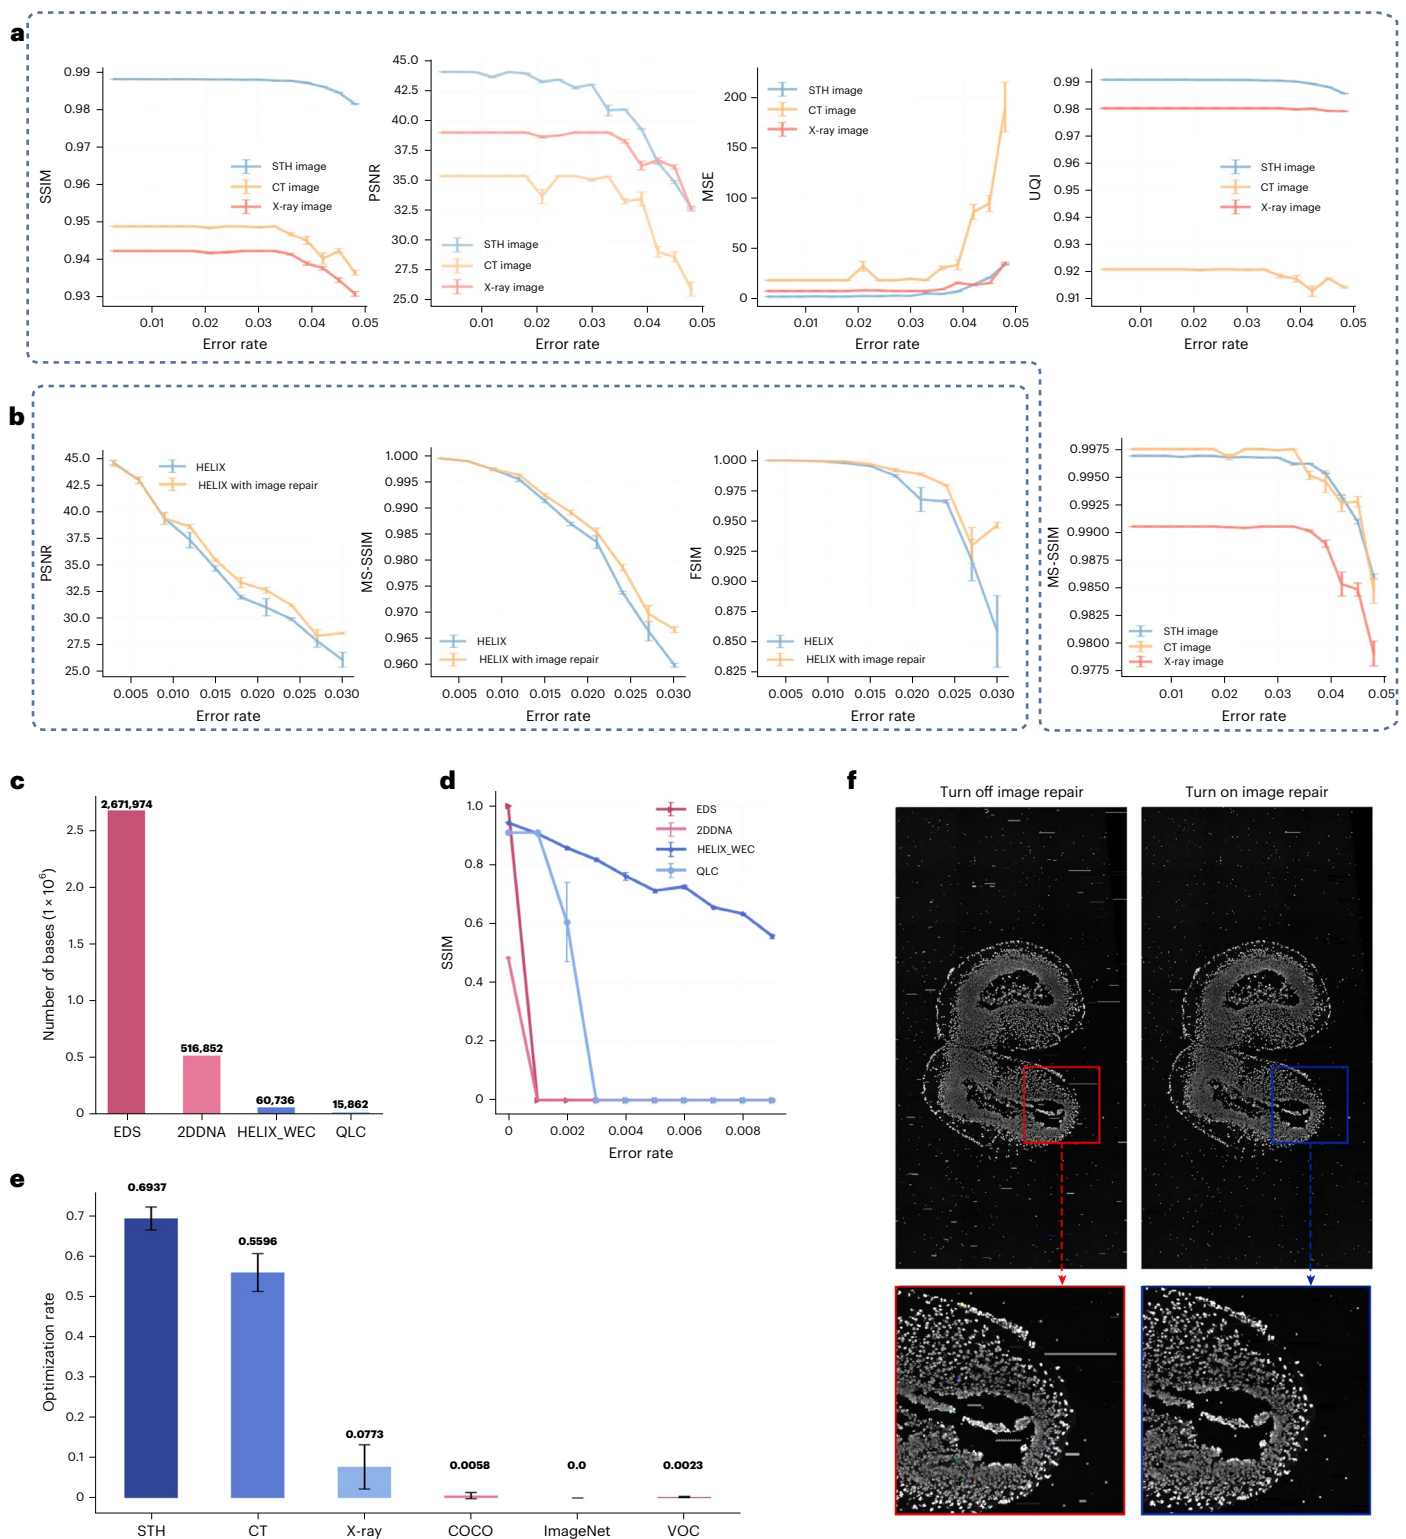 a
SSIM
0.99
0.98
0.97
0.96
0.95
0.94
0.93
STH image
CT image
X-ray image
0.01 0.02 0.03 0.04 0.05
Error rate
PSNR
45.0
42.5
40.0
37.5
35.0
32.5
30.0
27.5
25.0
STH image
CT image
X-ray image
0.01 0.02 0.03 0.04 0.05
Error rate
MSE
200
150
100
50
0
STH image
CT image
X-ray image
0.01 0.02 0.03 0.04 0.05
Error rate
UQI
0.99
0.98
0.97
0.96
0.95
0.94
0.93
0.92
0.91
STH image
CT image
X-ray image
0.01 0.02 0.03 0.04 0.05
Error rate
b
PSNR
45.0
42.5
40.0
37.5
35.0
32.5
30.0
27.5
25.0
HELIX
HELIX with image repair
0.005 0.010 0.015 0.020 0.025 0.030
Error rate
MS-SSIM
1.000
0.995
0.990
0.985
0.980
0.975
0.970
0.965
0.960
HELIX
HELIX with image repair
0.005 0.010 0.015 0.020 0.025 0.030
Error rate
FSIM
1.000
0.975
0.950
0.925
0.900
0.875
0.850
0.825
HELIX
HELIX with image repair
0.005 0.010 0.015 0.020 0.025 0.030
Error rate
MS-SSIM
0.9975
0.9950
0.9925
0.9900
0.9875
0.9850
0.9825
0.9800
0.9775
STH image
CT image
X-ray image
0.01 0.02 0.03 0.04 0.05
Error rate
c
Number of bases (1 × 10⁶)
2.5
2.0
1.5
1.0
0.5
0
2,671,974
516,852
60,736
15,862
EDS 2DDNA HELIX_WEC QLC
d
SSIM
1.0
0.8
0.6
0.4
0.2
0
EDS
2DDNA
HELIX_WEC
QLC
0 0.002 0.004 0.006 0.008
Error rate
e
Optimization rate
0.7
0.6
0.5
0.4
0.3
0.2
0.1
0
0.6937
0.5596
0.0773
0.0058
0.0
0.0023
STH CT X-ray COCO ImageNet VOC
f
Turn off image repair
Turn on image repair